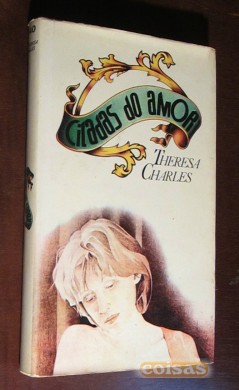 Ciladas do Amor
THERESA
CHARLES
coisas